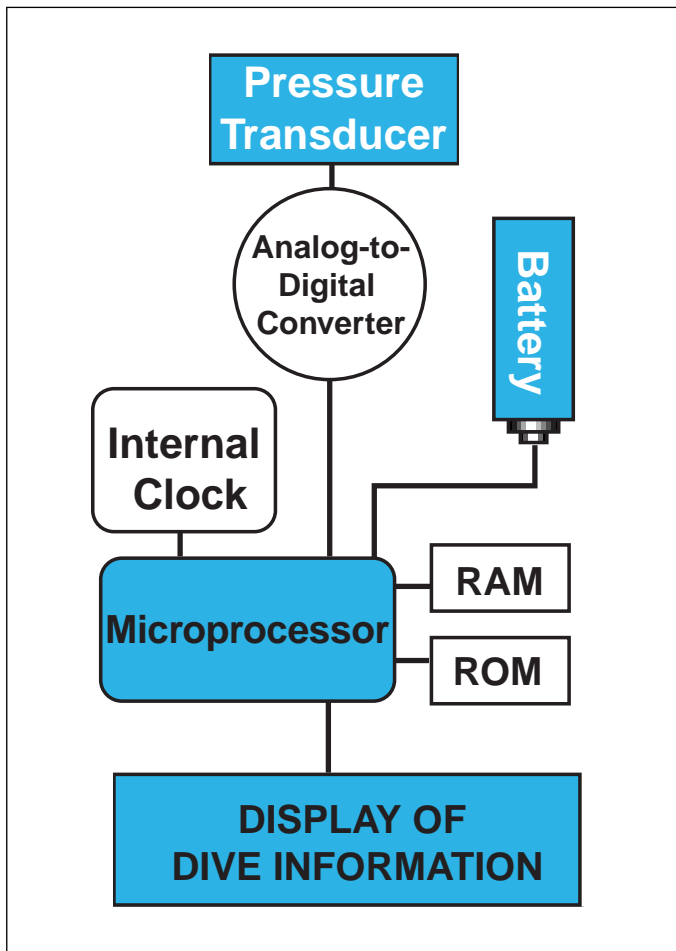 Pressure
Transducer
Analog-to-
Digital
Converter
Battery
Internal
Clock
RAM
Microprocessor
ROM
DISPLAY OF
DIVE INFORMATION